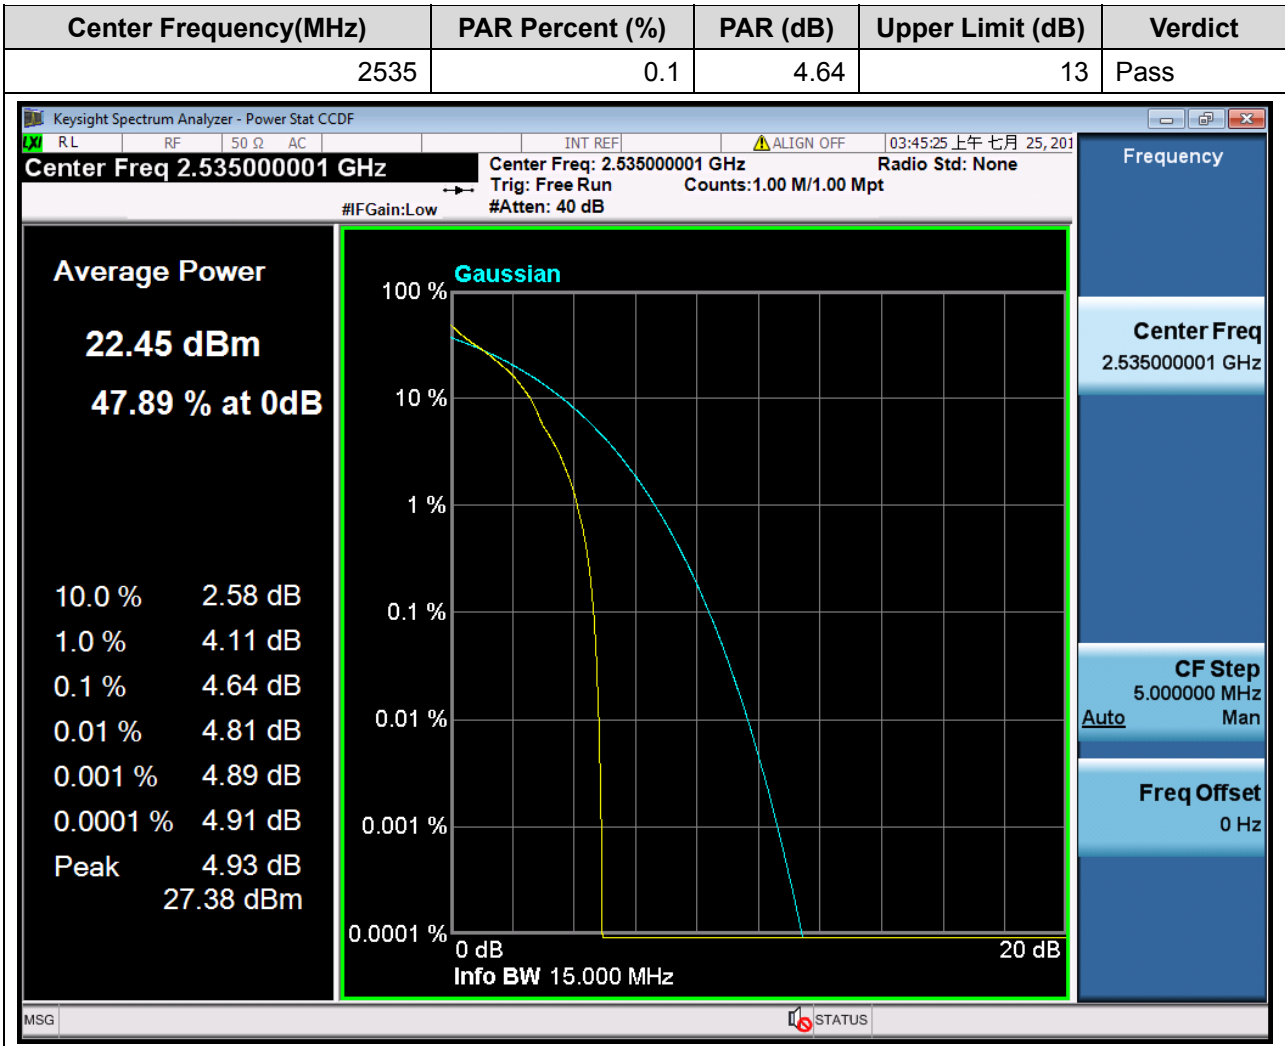 Center Frequency(MHz) PAR Percent (%) PAR (dB) Upper Limit (dB) Verdict
2535 0.1 4.64 13 Pass
Keysight Spectrum Analyzer - Power Stat CCDF
LXI RL RF 50 Ω AC INT REF ALIGN OFF 03:45:25 上午 七月 25, 201
Center Freq 2.535000001 GHz
Center Freq: 2.535000001 GHz Radio Std: None
Trig: Free Run Counts:1.00 M/1.00 Mpt
#IFGain:Low #Atten: 40 dB
Average Power
22.45 dBm
47.89 % at 0dB
10.0 % 2.58 dB
1.0 % 4.11 dB
0.1 % 4.64 dB
0.01 % 4.81 dB
0.001 % 4.89 dB
0.0001 % 4.91 dB
Peak 4.93 dB
27.38 dBm
Gaussian
100 %
10 %
1 %
0.1 %
0.01 %
0.001 %
0.0001 %
0 dB 20 dB
Info BW 15.000 MHz
Frequency
Center Freq
2.535000001 GHz
CF Step
5.000000 MHz
Auto Man
Freq Offset
0 Hz
MSG STATUS